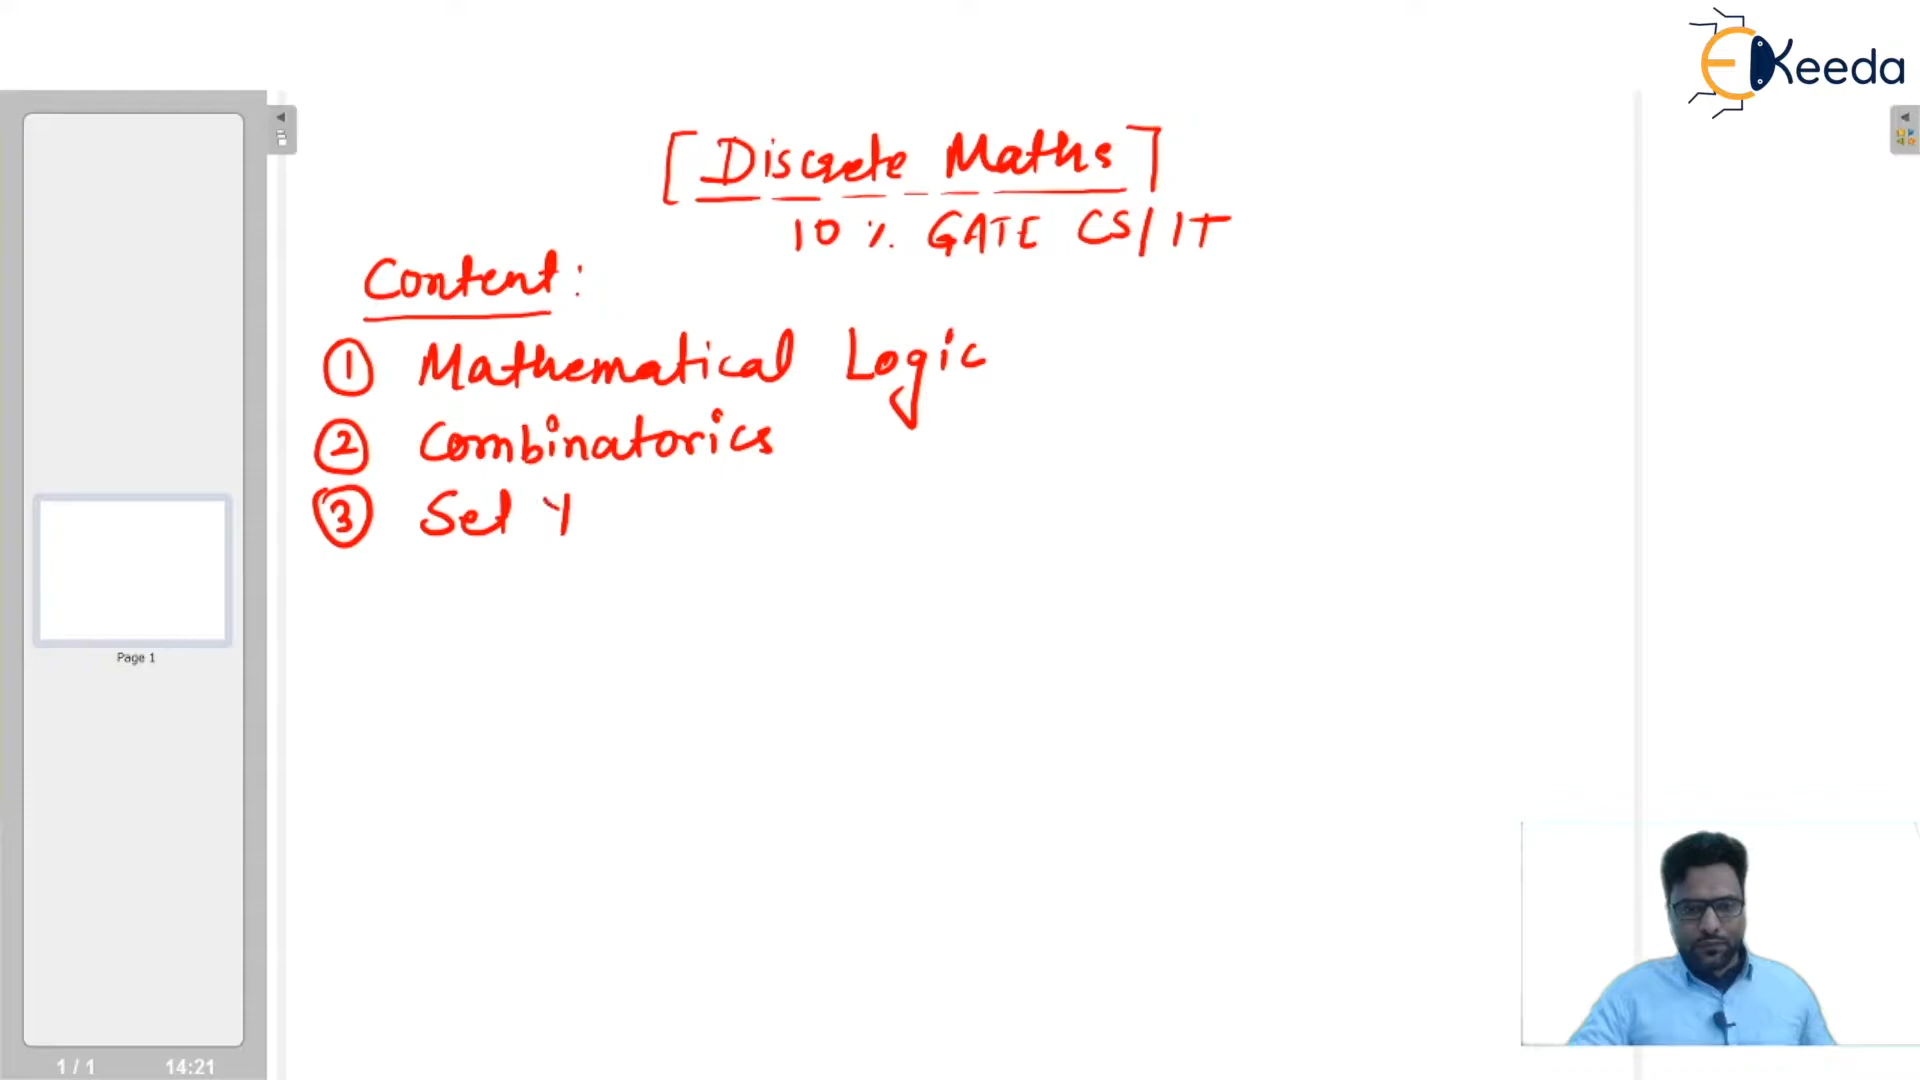 EKeeda
[Discrete Maths]
10 % GATE CS/IT
Content:
1 Mathematical Logic
2 Combinatorics
3 Set
Page 1
1 / 1 14:21